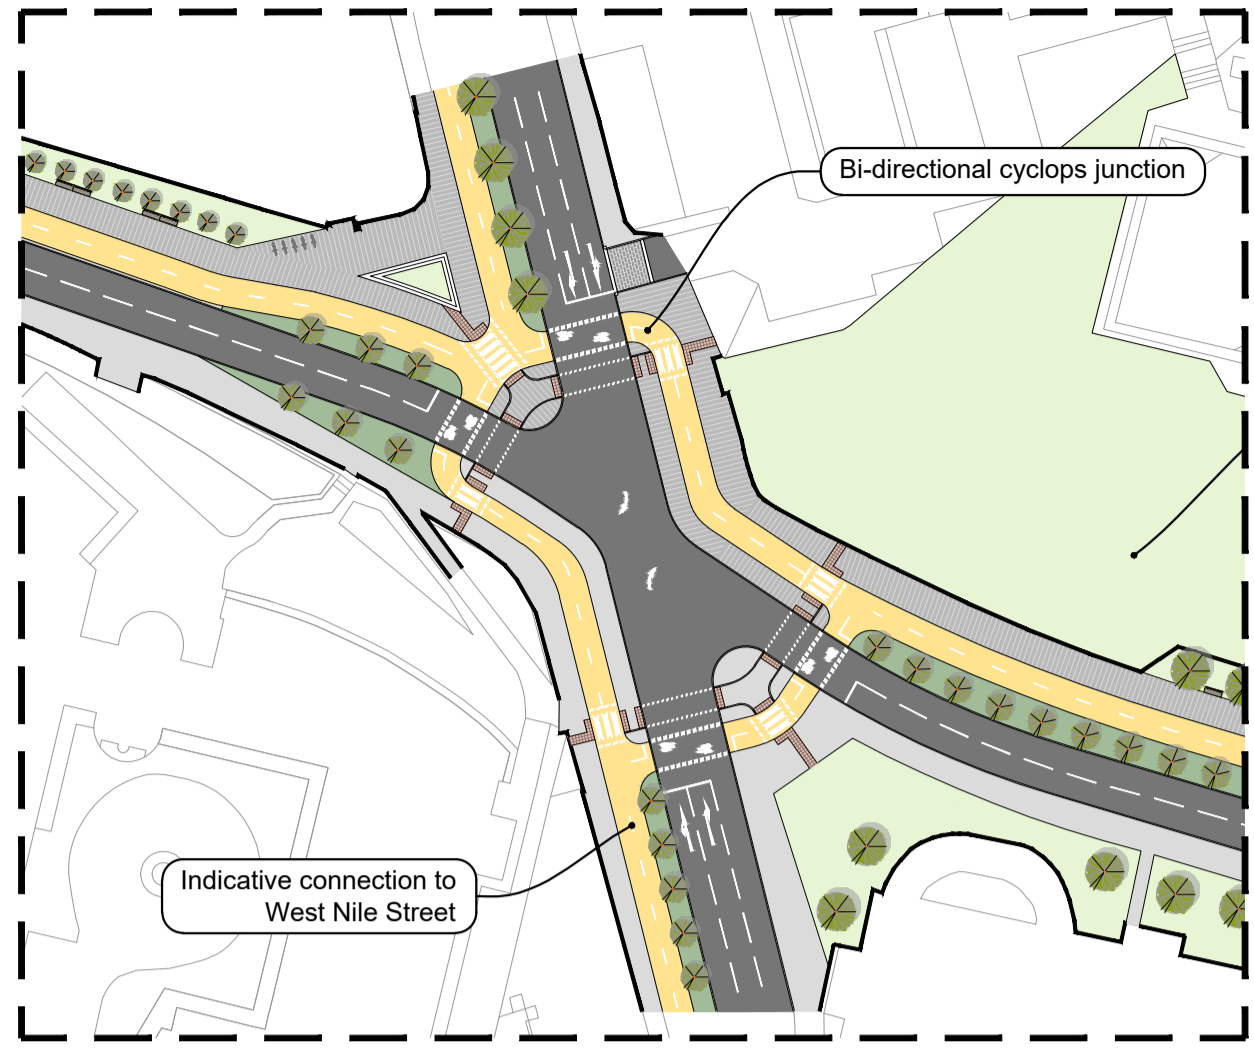 Bi-directional cyclops junction
Indicative connection to
West Nile Street